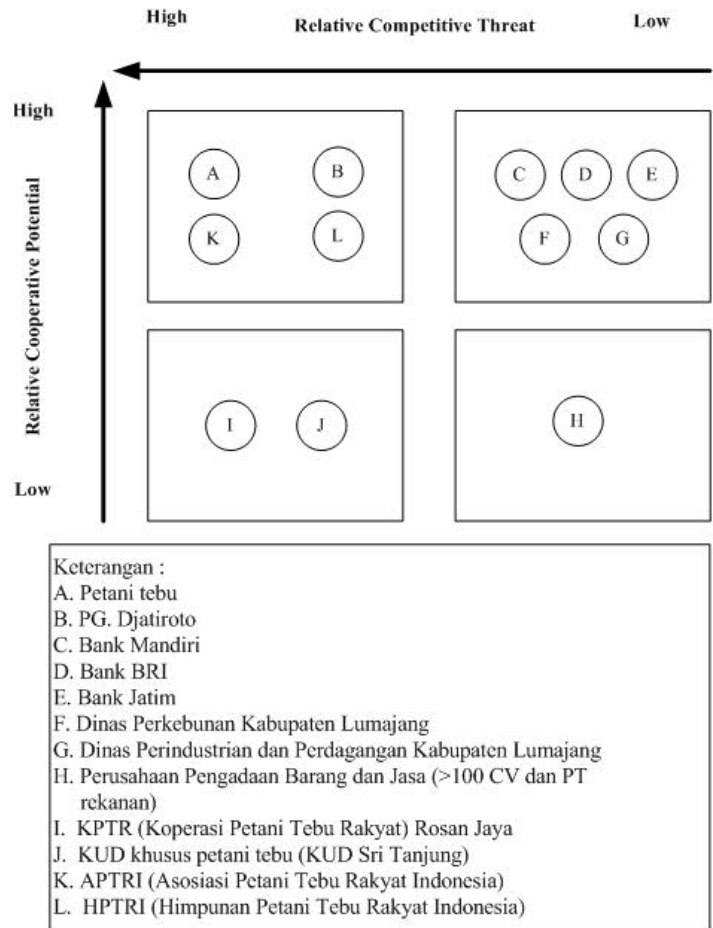 High Relative Competitive Threat Low
High
Relative Cooperative Potential
Low
A B
K L
C D E
F G
I J
H
Keterangan :
A. Petani tebu
B. PG. Djatiroto
C. Bank Mandiri
D. Bank BRI
E. Bank Jatim
F. Dinas Perkebunan Kabupaten Lumajang
G. Dinas Perindustrian dan Perdagangan Kabupaten Lumajang
H. Perusahaan Pengadaan Barang dan Jasa (>100 CV dan PT
rekanan)
I. KPTR (Koperasi Petani Tebu Rakyat) Rosan Jaya
J. KUD khusus petani tebu (KUD Sri Tanjung)
K. APTRI (Asosiasi Petani Tebu Rakyat Indonesia)
L. HPTRI (Himpunan Petani Tebu Rakyat Indonesia)